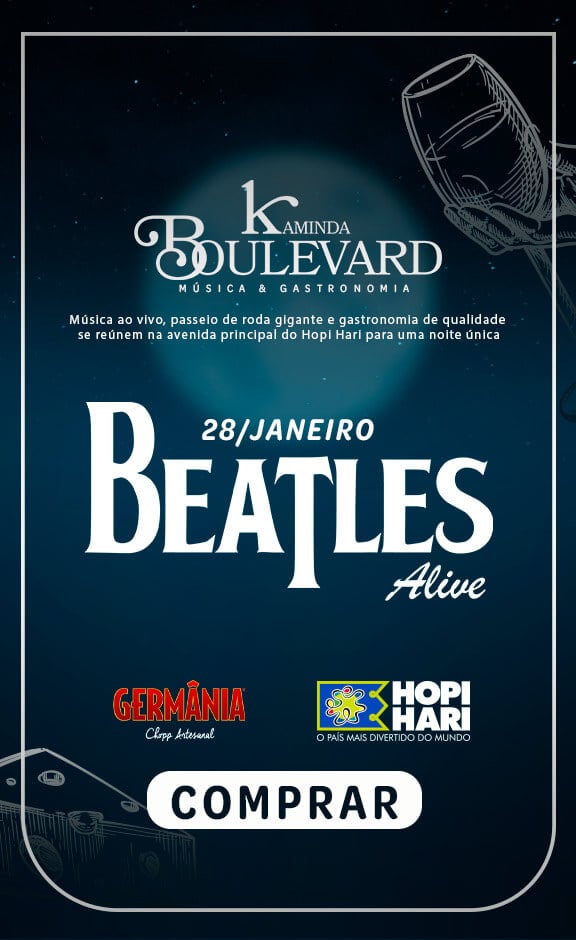 KAMINDA
BOULEVARD
MÚSICA & GASTRONOMIA
Música ao vivo, passeio de roda gigante e gastronomia de qualidade
se reúnem na avenida principal do Hopi Hari para uma noite única
28/JANEIRO
BEATLES
Alive
GERMÂNIA
Chopp Artesanal
HOPI
HARI
O PAÍS MAIS DIVERTIDO DO MUNDO
COMPRAR